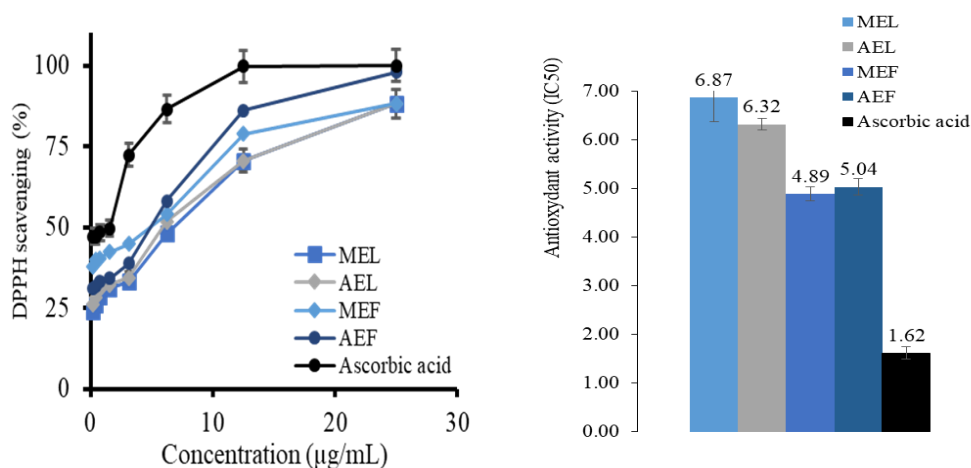 DPPH scavenging (%)
100
75
50
25
0
0
10
20
30
Concentration (µg/mL)
MEL
AEL
MEF
AEF
Ascorbic acid
Antioxydant activity (IC50)
7.00
6.00
5.00
4.00
3.00
2.00
1.00
0.00
6.87
6.32
4.89
5.04
1.62
MEL
AEL
MEF
AEF
Ascorbic acid